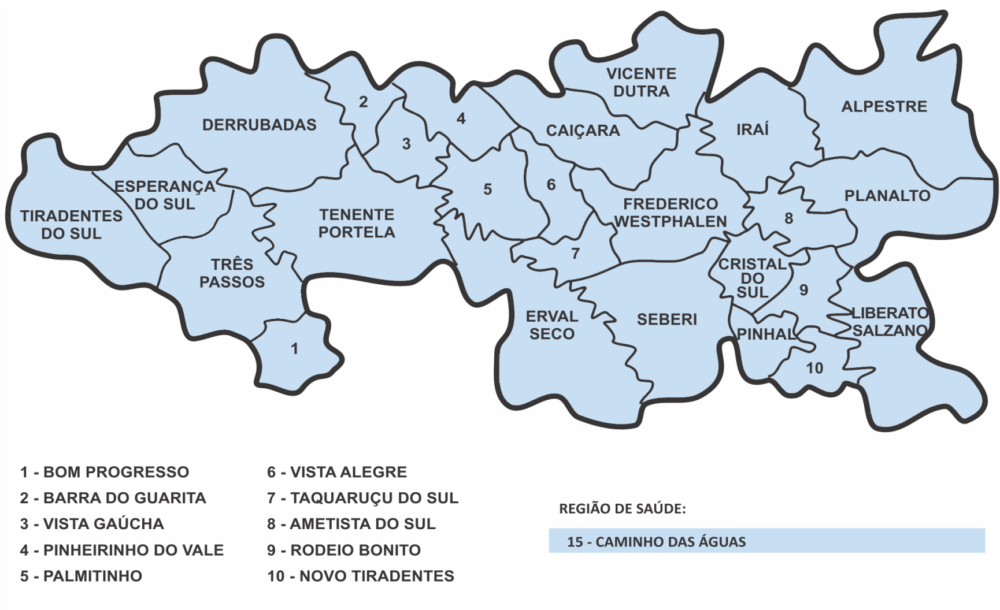 VICENTE
DUTRA
ALPESTRE
2
4
DERRUBADAS
CAIÇARA
IRAÍ
3
ESPERANÇA
DO SUL
5
6
PLANALTO
FREDERICO
WESTPHALEN
TIRADENTES
DO SUL
TENENTE
PORTELA
8
7
TRÊS
PASSOS
CRISTAL
DO
SUL
9
ERVAL
SECO
SEBERI
LIBERATO
SALZANO
PINHAL
1
10
1 - BOM PROGRESSO
2 - BARRA DO GUARITA
3 - VISTA GAÚCHA
4 - PINHEIRINHO DO VALE
5 - PALMITINHO
6 - VISTA ALEGRE
7 - TAQUARUÇU DO SUL
8 - AMETISTA DO SUL
9 - RODEIO BONITO
10 - NOVO TIRADENTES
REGIÃO DE SAÚDE:
15 - CAMINHO DAS ÁGUAS